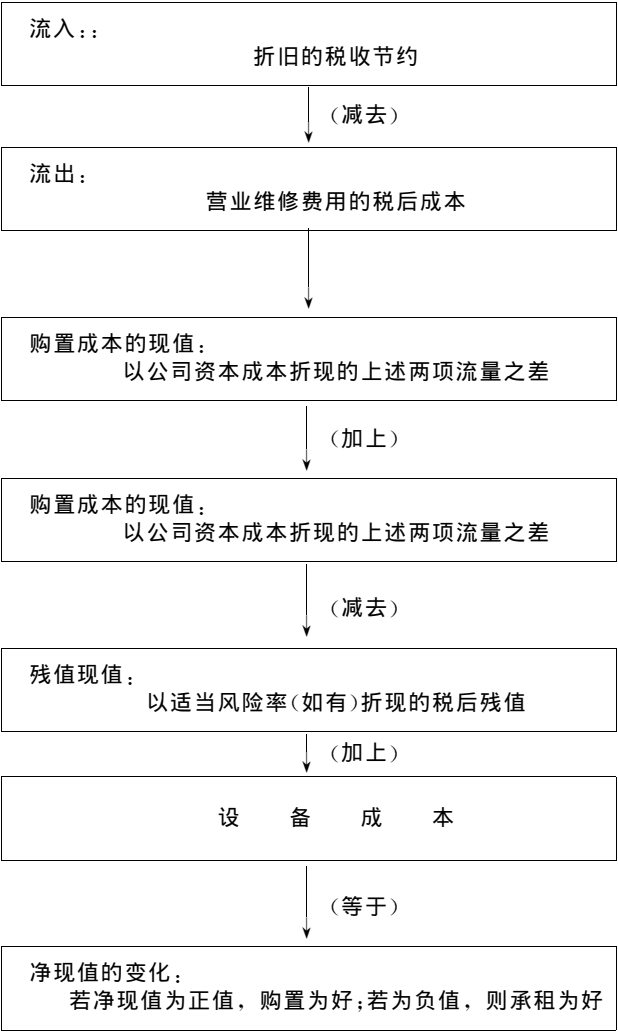 流入：：
折旧的税收节约
（减去）
流出：
营业维修费用的税后成本
购置成本的现值：
以公司资本成本折现的上述两项流量之差
（加上）
购置成本的现值：
以公司资本成本折现的上述两项流量之差
（减去）
残值现值：
以适当风险率(如有)折现的税后残值
（加上）
设 备 成 本
（等于）
净现值的变化：
若净现值为正值，购置为好；若为负值，则承租为好